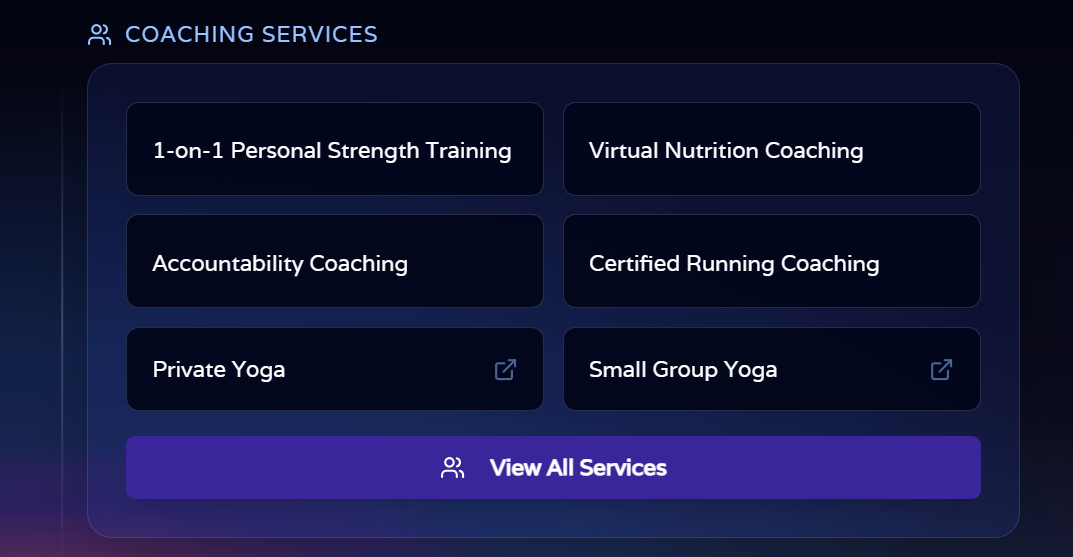 COACHING SERVICES
1-on-1 Personal Strength Training
Virtual Nutrition Coaching
Accountability Coaching
Certified Running Coaching
Private Yoga
Small Group Yoga
View All Services